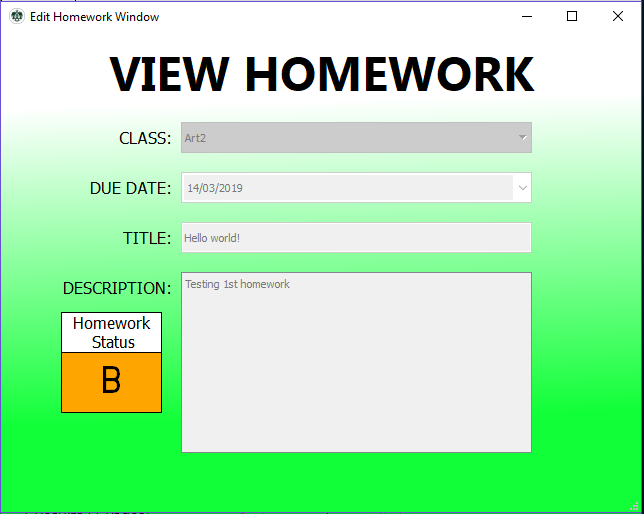 Edit Homework Window
VIEW HOMEWORK
CLASS:
Art2
DUE DATE:
14/03/2019
TITLE:
Hello world!
DESCRIPTION:
Testing 1st homework
Homework
Status
B